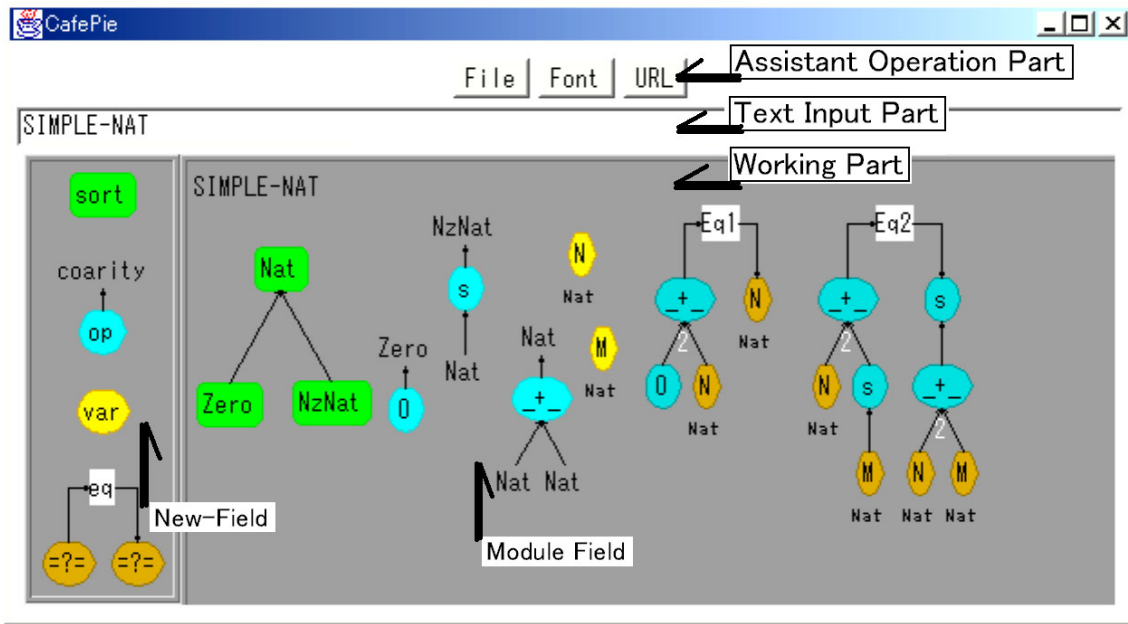 CafePie
File Font URL
Assistant Operation Part
SIMPLE-NAT
Text Input Part
Working Part
sort
coarity
op
var
eq
=?= =?=
New-Field
SIMPLE-NAT
Nat
Zero NzNat
Zero
0
NzNat
s
Nat
Nat
_+_
Nat Nat
N
Nat
M
Nat
Eq1
_+_ N
2 Nat
0 N
Nat
Eq2
_+_ s
2
N s _+_
Nat 2
M N M
Nat Nat Nat
Module Field